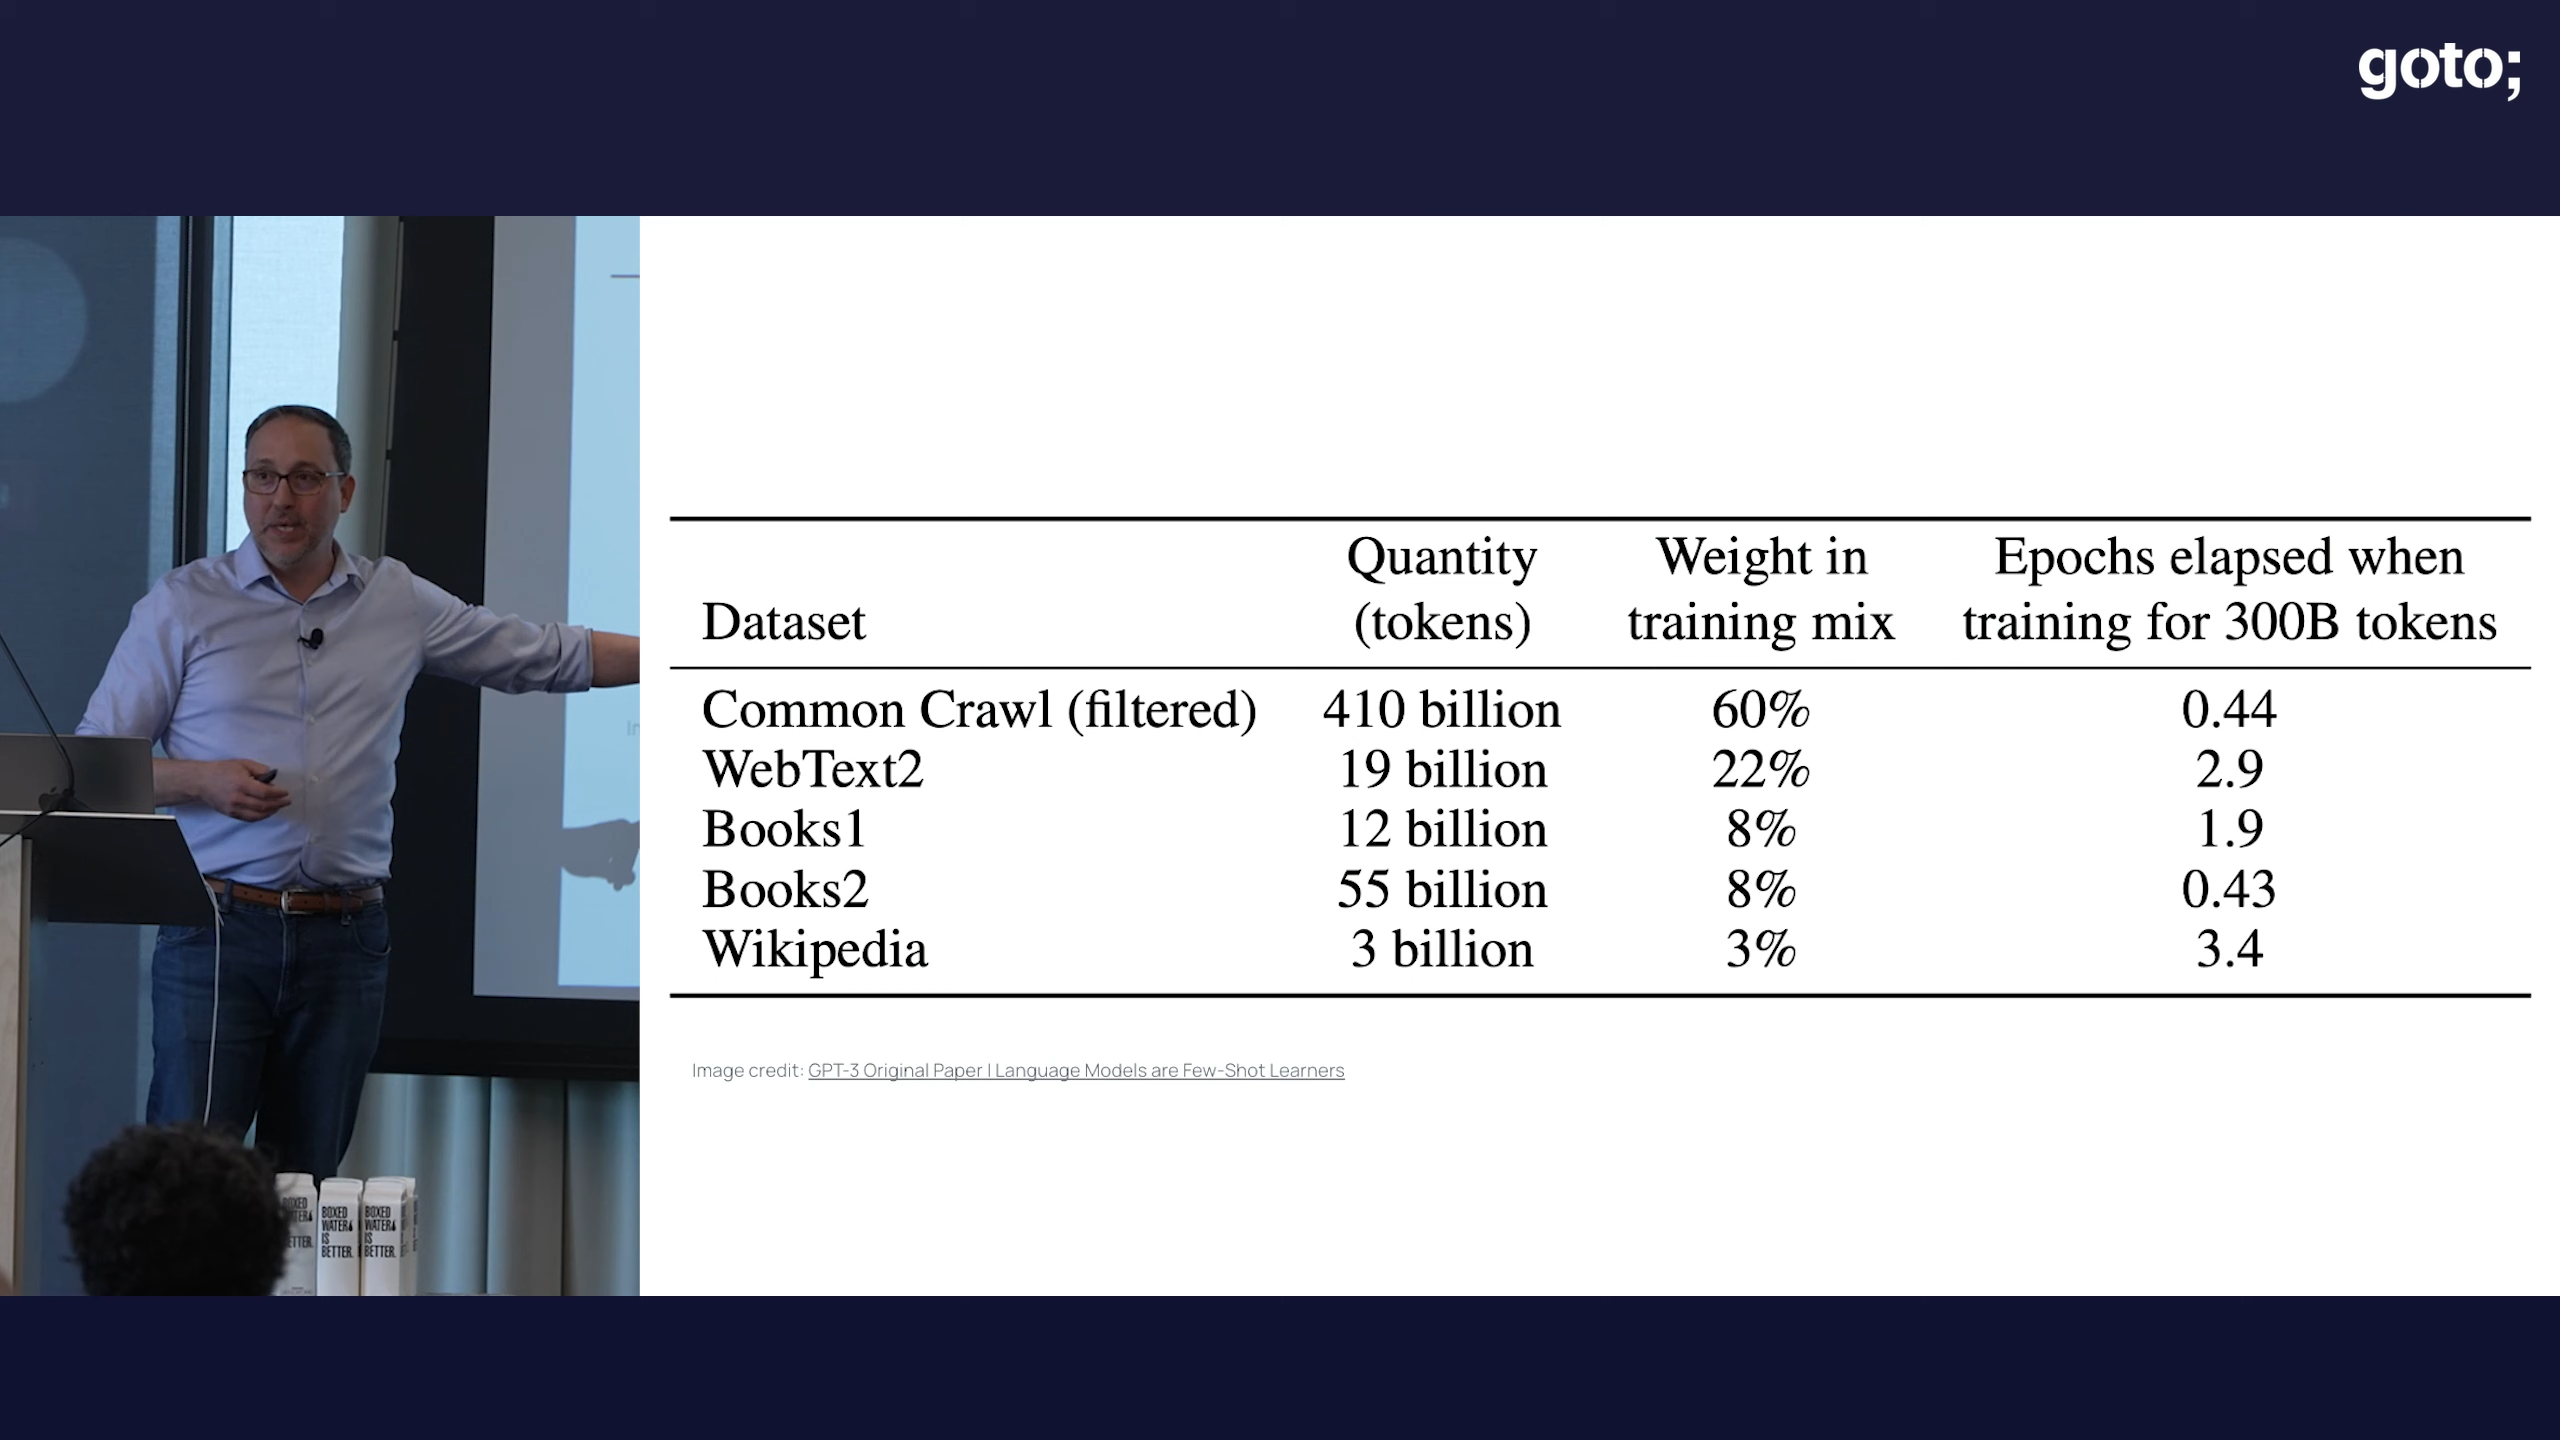 goto;
Quantity Weight in Epochs elapsed when
Dataset (tokens) training mix training for 300B tokens
Common Crawl (filtered) 410 billion 60% 0.44
WebText2 19 billion 22% 2.9
Books1 12 billion 8% 1.9
Books2 55 billion 8% 0.43
Wikipedia 3 billion 3% 3.4
Image credit: GPT-3 Original Paper | Language Models are Few-Shot Learners
BOXED
WATER
IS
BETTER.
BOXED
WATER
IS
BETTER.